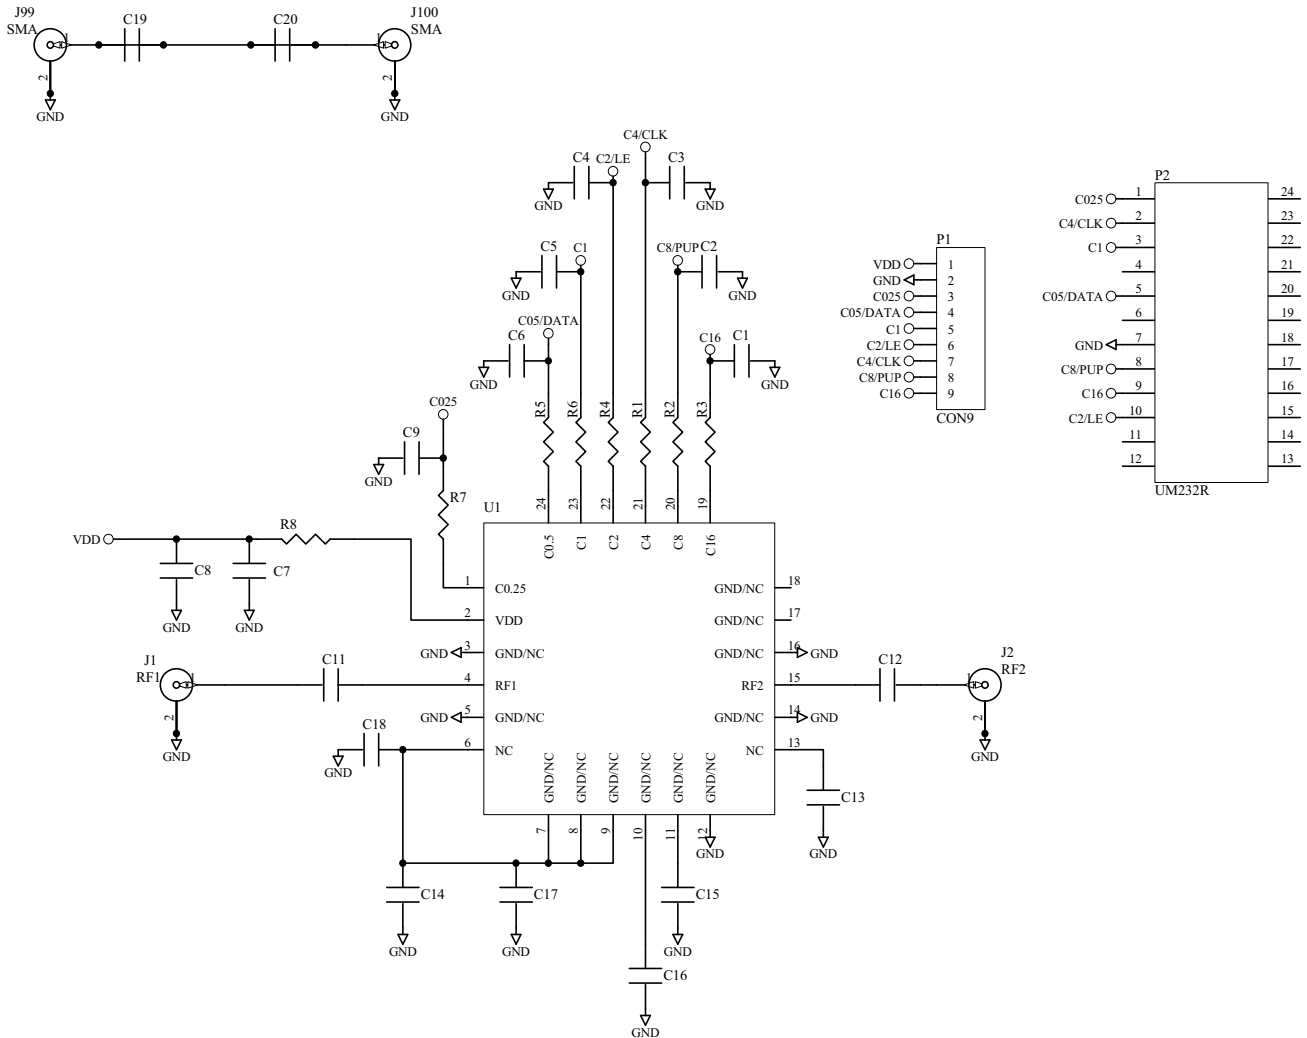 J99
SMA
C19
C20
J100
SMA
1
1
2
2
GND
GND
C4/CLK
C4
C2/LE
C3
GND
GND
C5
C1
C8/PUP
C2
GND
GND
C05/DATA
C6
C16
C1
GND
GND
C025
R5
R6
R4
R1
R2
R3
C9
GND
R7
U1
24
23
22
21
20
19
C0.5
C1
C2
C4
C8
C16
VDD
R8
C8
C7
GND
GND
1
C0.25
2
VDD
GND
3
GND/NC
4
RF1
GND
5
GND/NC
6
NC
GND/NC
18
GND/NC
17
GND/NC
16
GND
RF2
15
GND/NC
14
GND
NC
13
J1
RF1
1
2
GND
C11
C18
GND
C12
J2
RF2
1
2
GND
C13
GND
GND/NC
GND/NC
GND/NC
GND/NC
GND/NC
GND/NC
7
8
9
10
11
12
GND
C14
C17
C15
GND
GND
GND
C16
GND
P1
VDD
1
GND
2
C025
3
C05/DATA
4
C1
5
C2/LE
6
C4/CLK
7
C8/PUP
8
C16
9
CON9
P2
C025
1
24
C4/CLK
2
23
C1
3
22
4
21
C05/DATA
5
20
6
19
GND
7
18
C8/PUP
8
17
C16
9
16
C2/LE
10
15
11
14
12
13
UM232R